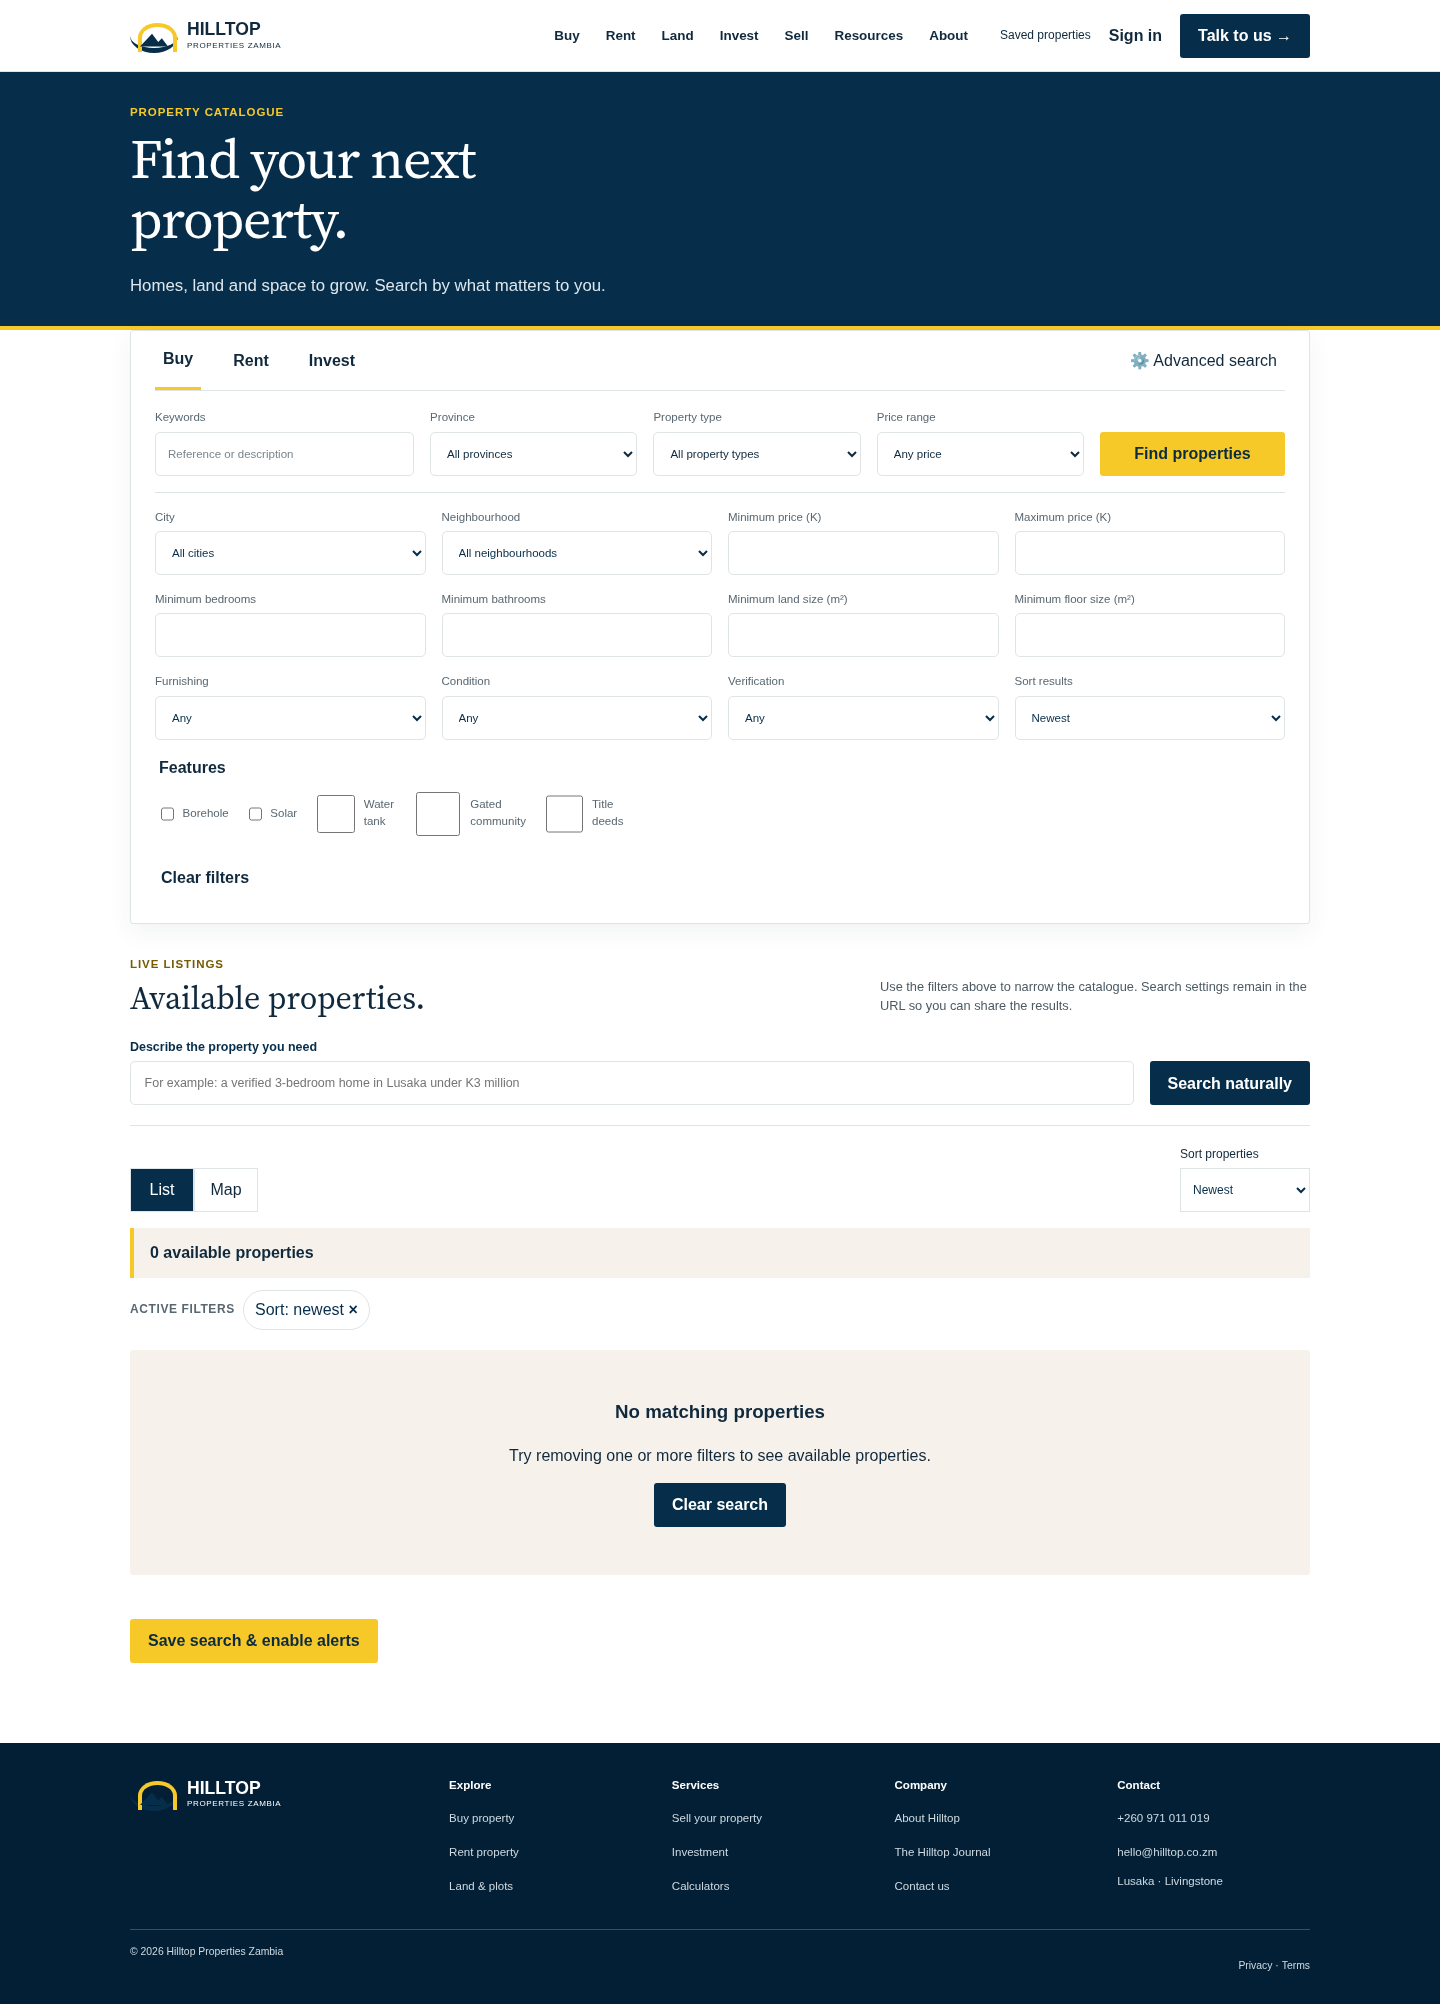 HILLTOP
PROPERTIES ZAMBIA
Buy Rent Land Invest Sell Resources About Saved properties Sign in Talk to us →
PROPERTY CATALOGUE
Find your next
property.
Homes, land and space to grow. Search by what matters to you.
Buy Rent Invest ⚙️ Advanced search
Keywords Province Property type Price range
Reference or description All provinces All property types Any price Find properties
City Neighbourhood Minimum price (K) Maximum price (K)
All cities All neighbourhoods
Minimum bedrooms Minimum bathrooms Minimum land size (m²) Minimum floor size (m²)
Furnishing Condition Verification Sort results
Any Any Any Newest
Features
Borehole Solar Water tank Gated community Title deeds
Clear filters
LIVE LISTINGS
Available properties.
Use the filters above to narrow the catalogue. Search settings remain in the
URL so you can share the results.
Describe the property you need
For example: a verified 3-bedroom home in Lusaka under K3 million Search naturally
Sort properties
List Map Newest
0 available properties
ACTIVE FILTERS Sort: newest ×
No matching properties
Try removing one or more filters to see available properties.
Clear search
Save search & enable alerts
HILLTOP
PROPERTIES ZAMBIA
Explore Services Company Contact
Buy property Sell your property About Hilltop +260 971 011 019
Rent property Investment The Hilltop Journal hello@hilltop.co.zm
Land & plots Calculators Contact us Lusaka · Livingstone
© 2026 Hilltop Properties Zambia
Privacy · Terms